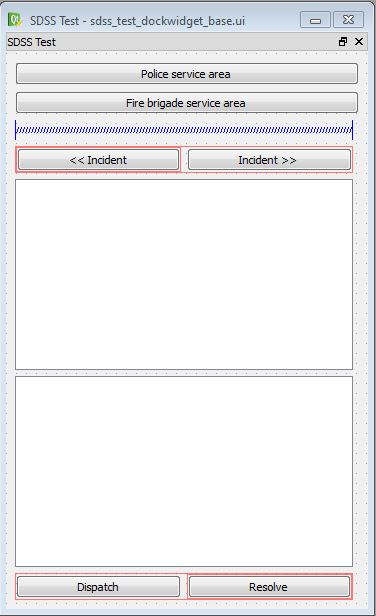 SDSS Test - sdss_test_dockwidget_base.ui
SDSS Test
Police service area
Fire brigade service area
<< Incident Incident >>
Dispatch Resolve